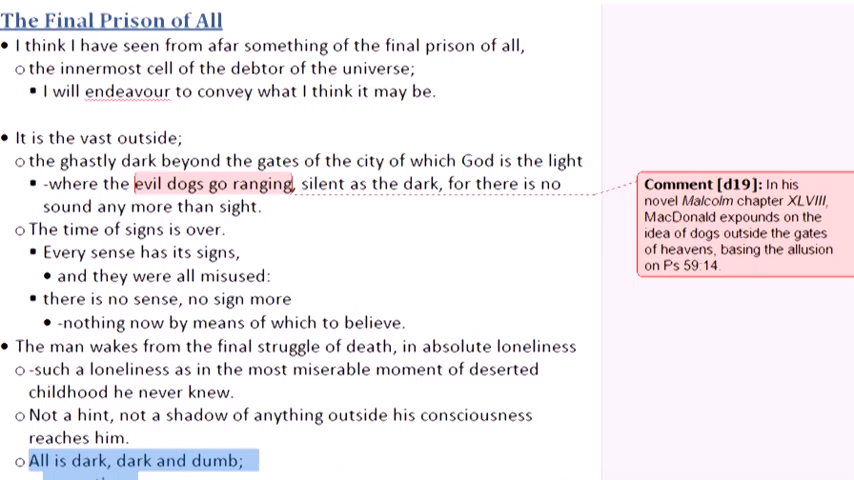 The Final Prison of All
• I think I have seen from afar something of the final prison of all,
○ the innermost cell of the debtor of the universe;
▪ I will endeavour to convey what I think it may be.
• It is the vast outside;
○ the ghastly dark beyond the gates of the city of which God is the light
▪ -where the evil dogs go ranging, silent as the dark, for there is no
sound any more than sight.
○ The time of signs is over.
▪ Every sense has its signs,
• and they were all misused:
▪ there is no sense, no sign more
• -nothing now by means of which to believe.
• The man wakes from the final struggle of death, in absolute loneliness
○ -such a loneliness as in the most miserable moment of deserted
childhood he never knew.
○ Not a hint, not a shadow of anything outside his consciousness
reaches him.
○ All is dark, dark and dumb;
Comment [d19]: In his
novel Malcolm chapter XLVIII,
MacDonald expounds on the
idea of dogs outside the gates
of heavens, basing the allusion
on Ps 59:14.